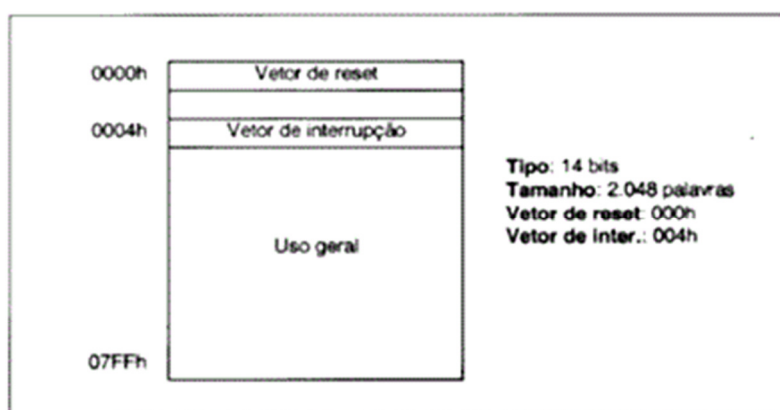 0000h Vetor de reset
0004h Vetor de interrupção
Tipo: 14 bits
Tamanho: 2.048 palavras
Vetor de reset: 000h
Vetor de Inter.: 004h
Uso geral
07FFh